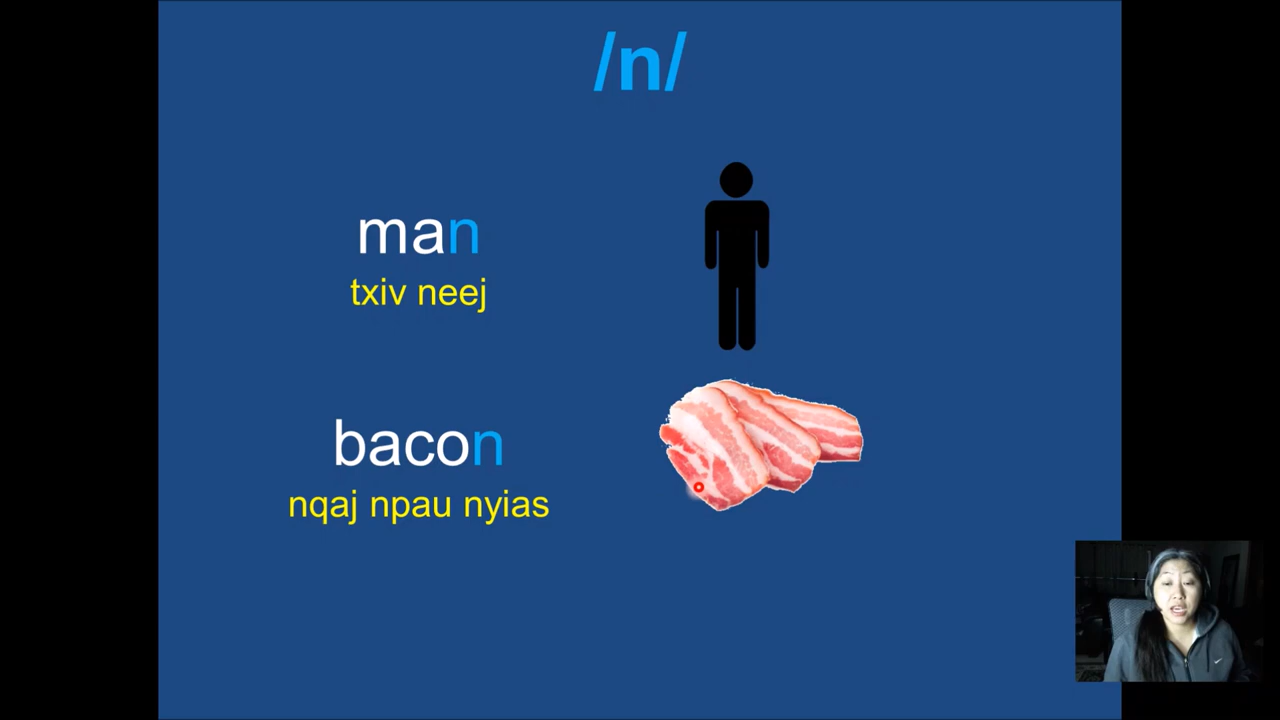 /n/
man
txiv neej
bacon
nqaj npau nyias